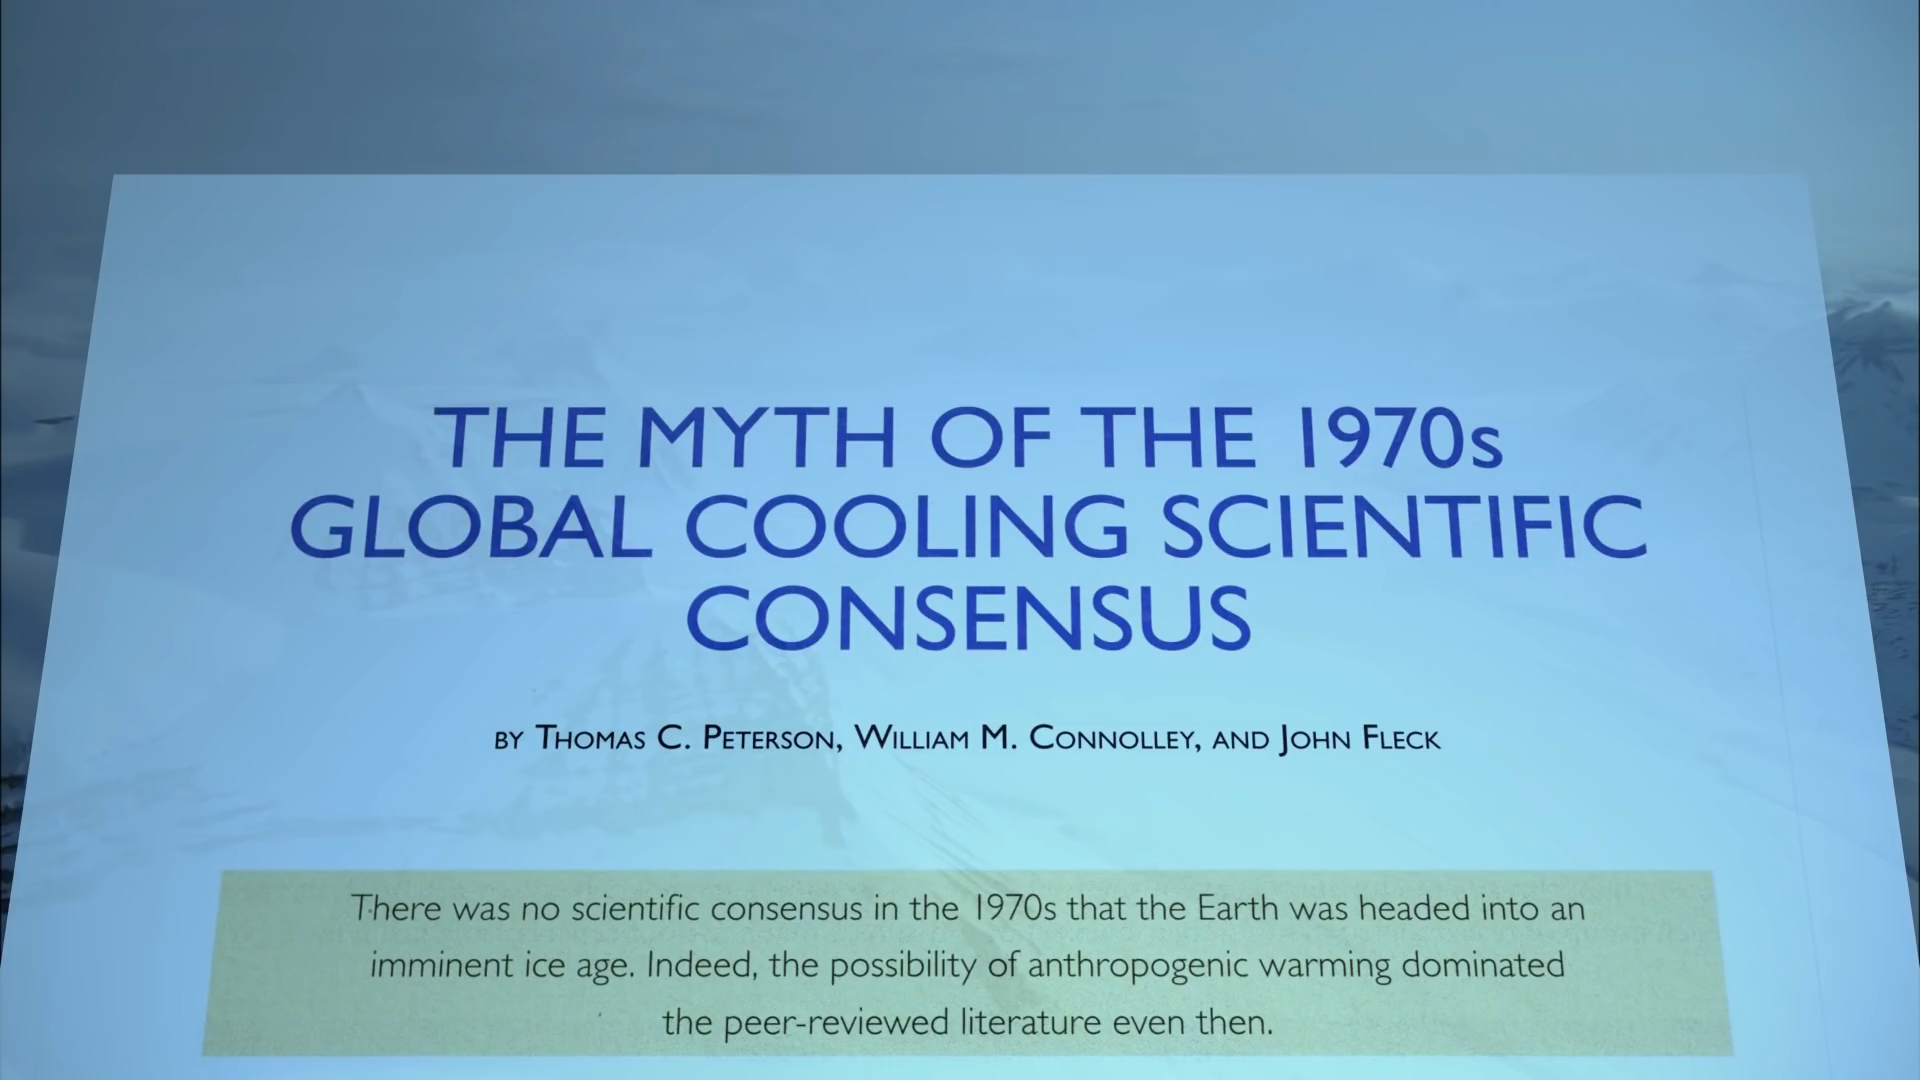 THE MYTH OF THE 1970s
GLOBAL COOLING SCIENTIFIC
CONSENSUS
BY THOMAS C. PETERSON, WILLIAM M. CONNOLLEY, AND JOHN FLECK
There was no scientific consensus in the 1970s that the Earth was headed into an
imminent ice age. Indeed, the possibility of anthropogenic warming dominated
the peer-reviewed literature even then.